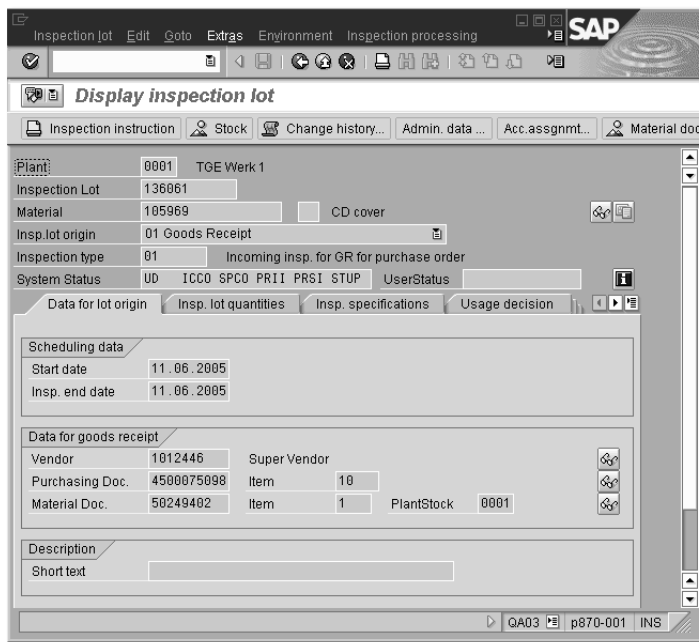 Inspection lot Edit Goto Extras Environment Inspection processing
SAP
Display inspection lot
Inspection instruction Stock Change history... Admin. data ... Acc.assgnmt... Material doc
Plant 0001 TGE Werk 1
Inspection Lot 136061
Material 105969 CD cover
Insp.lot origin 01 Goods Receipt
Inspection type 01 Incoming insp. for GR for purchase order
System Status UD ICCO SPCO PRII PRSI STUP UserStatus
Data for lot origin Insp. lot quantities Insp. specifications Usage decision
Scheduling data
Start date 11.06.2005
Insp. end date 11.06.2005
Data for goods receipt
Vendor 1012446 Super Vendor
Purchasing Doc. 4500075098 Item 10
Material Doc. 50249402 Item 1 PlantStock 0001
Description
Short text
QA03 p870-001 INS